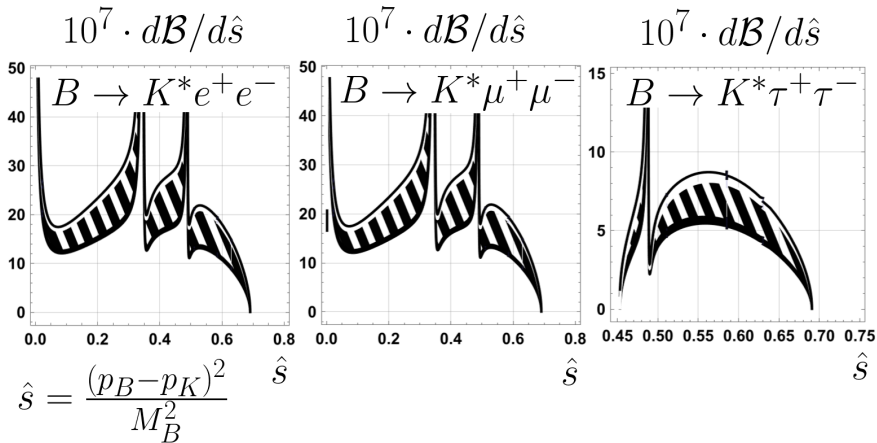 10^7 · d𝓑/dŝ
B → K*e⁺e⁻
50
40
30
20
10
0
0.0 0.2 0.4 0.6 0.8
ŝ
10^7 · d𝓑/dŝ
B → K*μ⁺μ⁻
50
40
30
20
10
0
0.0 0.2 0.4 0.6 0.8
ŝ
10^7 · d𝓑/dŝ
B → K*τ⁺τ⁻
15
10
5
0
0.45 0.50 0.55 0.60 0.65 0.70 0.75
ŝ
ŝ = (p_B−p_K)²/M_B²